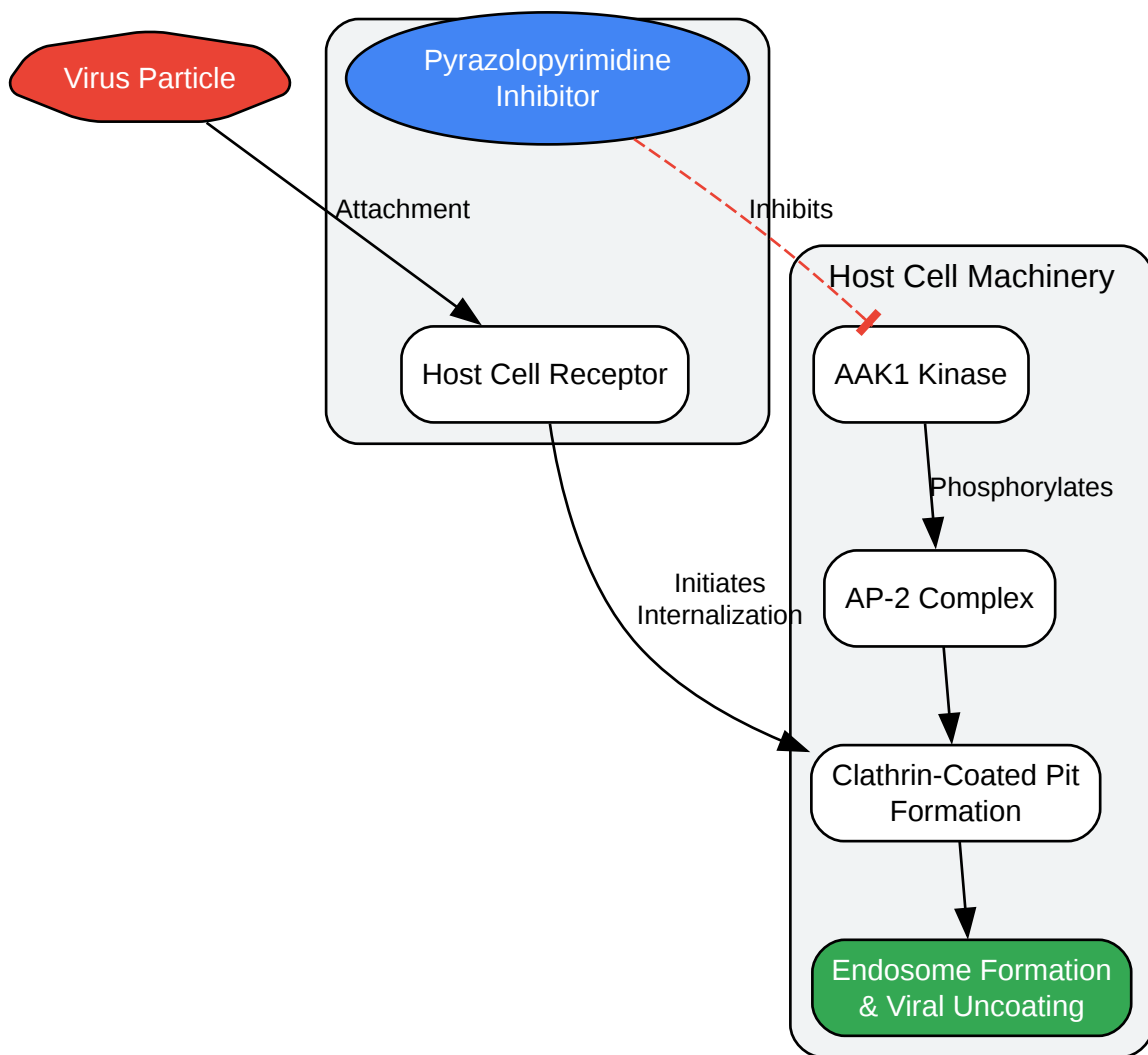 Virus Particle
Pyrazolopyrimidine
Inhibitor
Attachment
Inhibits
Host Cell Machinery
Host Cell Receptor
AAK1 Kinase
Phosphorylates
Initiates
Internalization
AP-2 Complex
Clathrin-Coated Pit
Formation
Endosome Formation
& Viral Uncoating